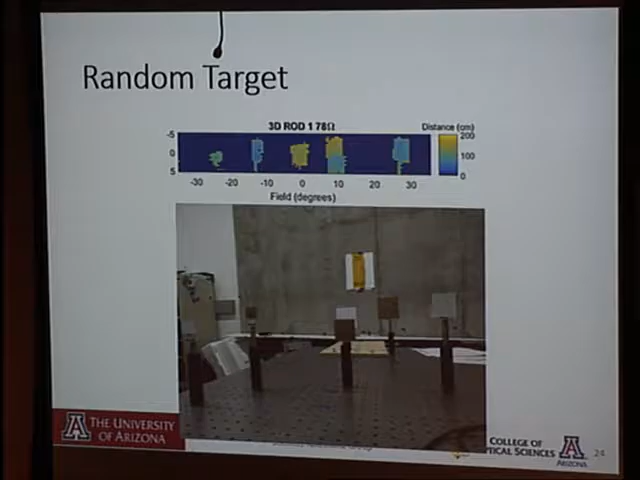 Random Target
3D ROD 1 78Ω
Distance (cm)
-5
0
5
200
100
0
-30 -20 -10 0 10 20 30
Field (degrees)
THE UNIVERSITY
OF ARIZONA
COLLEGE OF
TICAL SCIENCES
ARIZONA
24